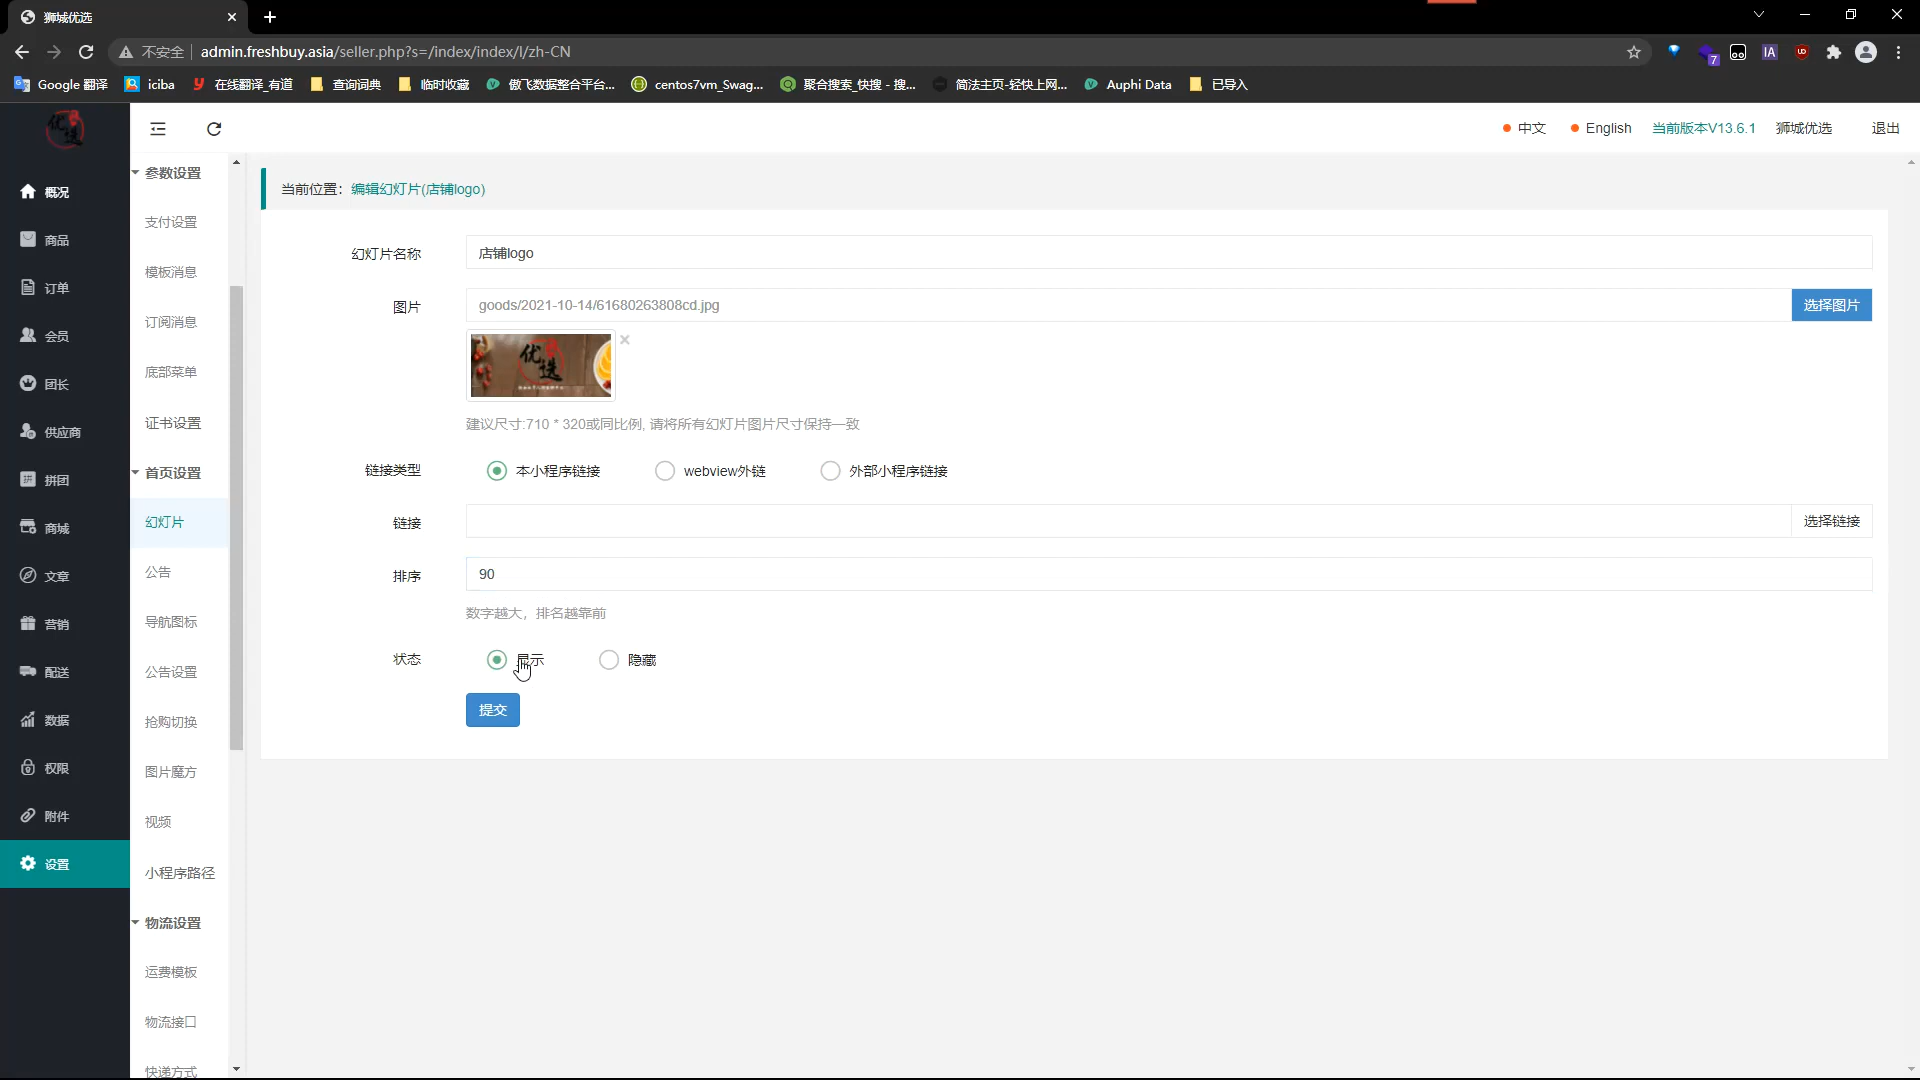 狮城优选
不安全
admin.freshbuy.asia/seller.php?s=/index/index/l/zh-CN
7
IA
Google 翻译
iciba
在线翻译_有道
查询词典
临时收藏
傲飞数据整合平台...
centos7vm_Swag...
聚合搜索_快搜 - 搜...
简法主页-轻快上网...
Auphi Data
已导入
优选
中文
English
当前版本V13.6.1
狮城优选
退出
概况
商品
订单
会员
团长
供应商
拼团
商城
文章
营销
配送
数据
权限
附件
设置
参数设置
支付设置
模板消息
订阅消息
底部菜单
证书设置
首页设置
幻灯片
公告
导航图标
公告设置
抢购切换
图片魔方
视频
小程序路径
物流设置
运费模板
物流接口
快递方式
当前位置：编辑幻灯片(店铺logo)
幻灯片名称
店铺logo
图片
goods/2021-10-14/61680263808cd.jpg
选择图片
优选
建议尺寸:710 * 320或同比例, 请将所有幻灯片图片尺寸保持一致
链接类型
本小程序链接
webview外链
外部小程序链接
链接
选择链接
排序
90
数字越大，排名越靠前
状态
显示
隐藏
提交